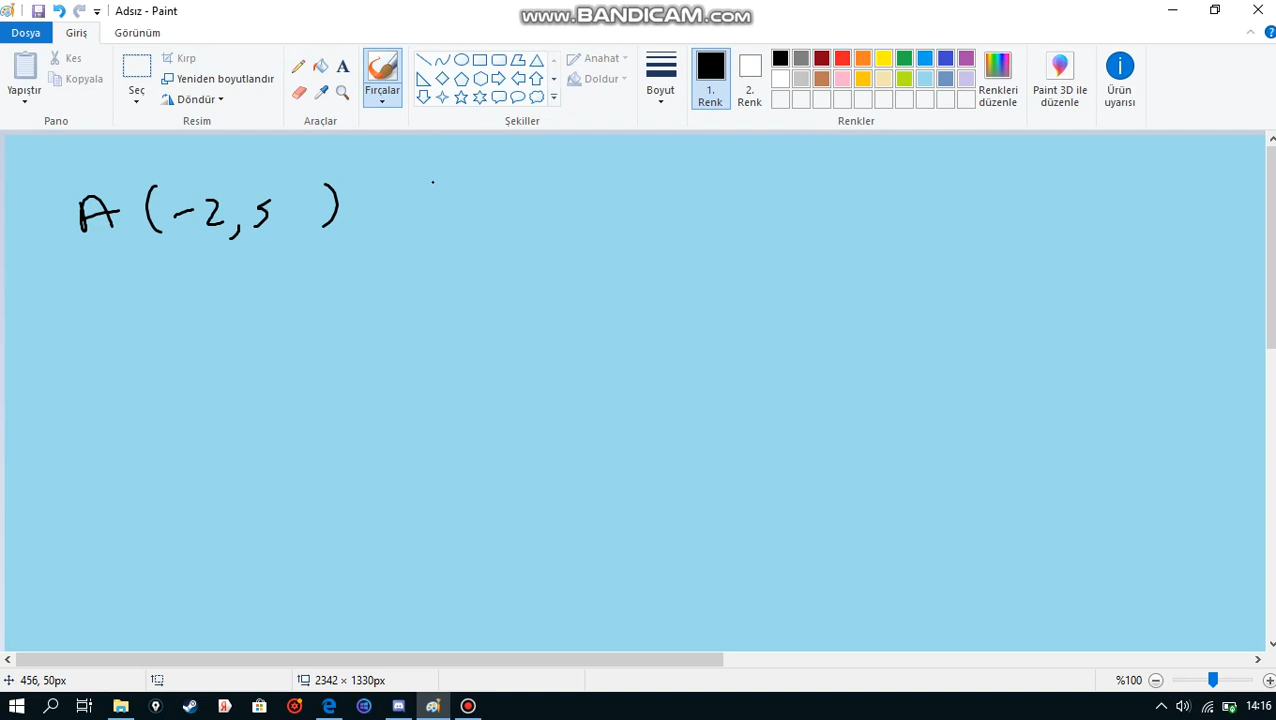 Adsız - Paint
www.BANDICAM.com
Dosya Giriş Görünüm
Yapıştır Kes Kopyala Pano
Seç Kırp Yeniden boyutlandır Döndür Resim
A Araçlar
Fırçalar
Anahat Doldur Şekiller
Boyut
1. Renk 2. Renk Renkleri düzenle Renkler
Paint 3D ile düzenle
Ürün uyarısı
A (-2,5 )
456, 50px 2342 × 1330px %100
14:16